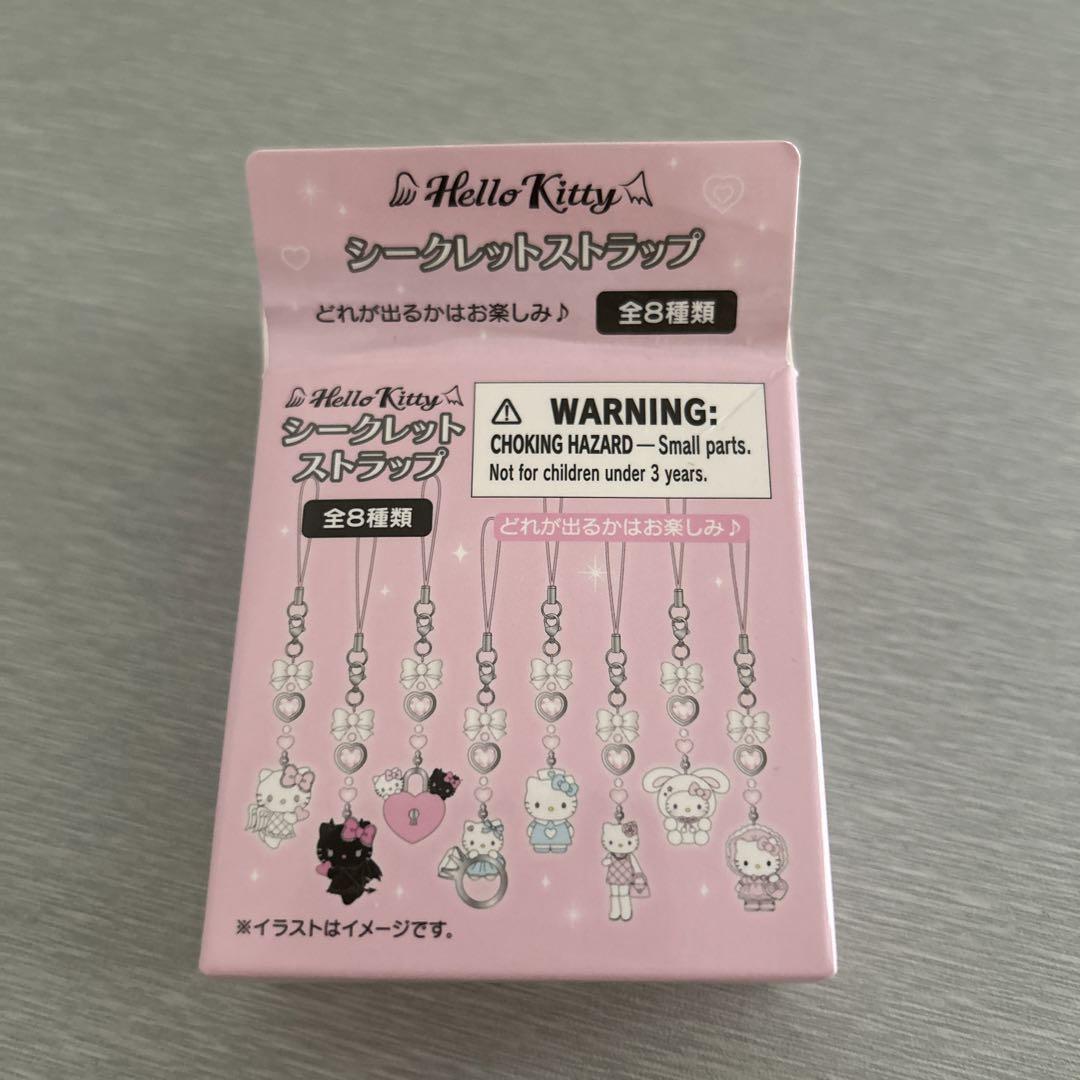 Hello Kitty
シークレットストラップ
どれが出るかはお楽しみ♪ 全8種類
Hello Kitty
シークレット
ストラップ
全8種類
⚠ WARNING:
CHOKING HAZARD — Small parts.
Not for children under 3 years.
どれが出るかはお楽しみ♪
※イラストはイメージです。